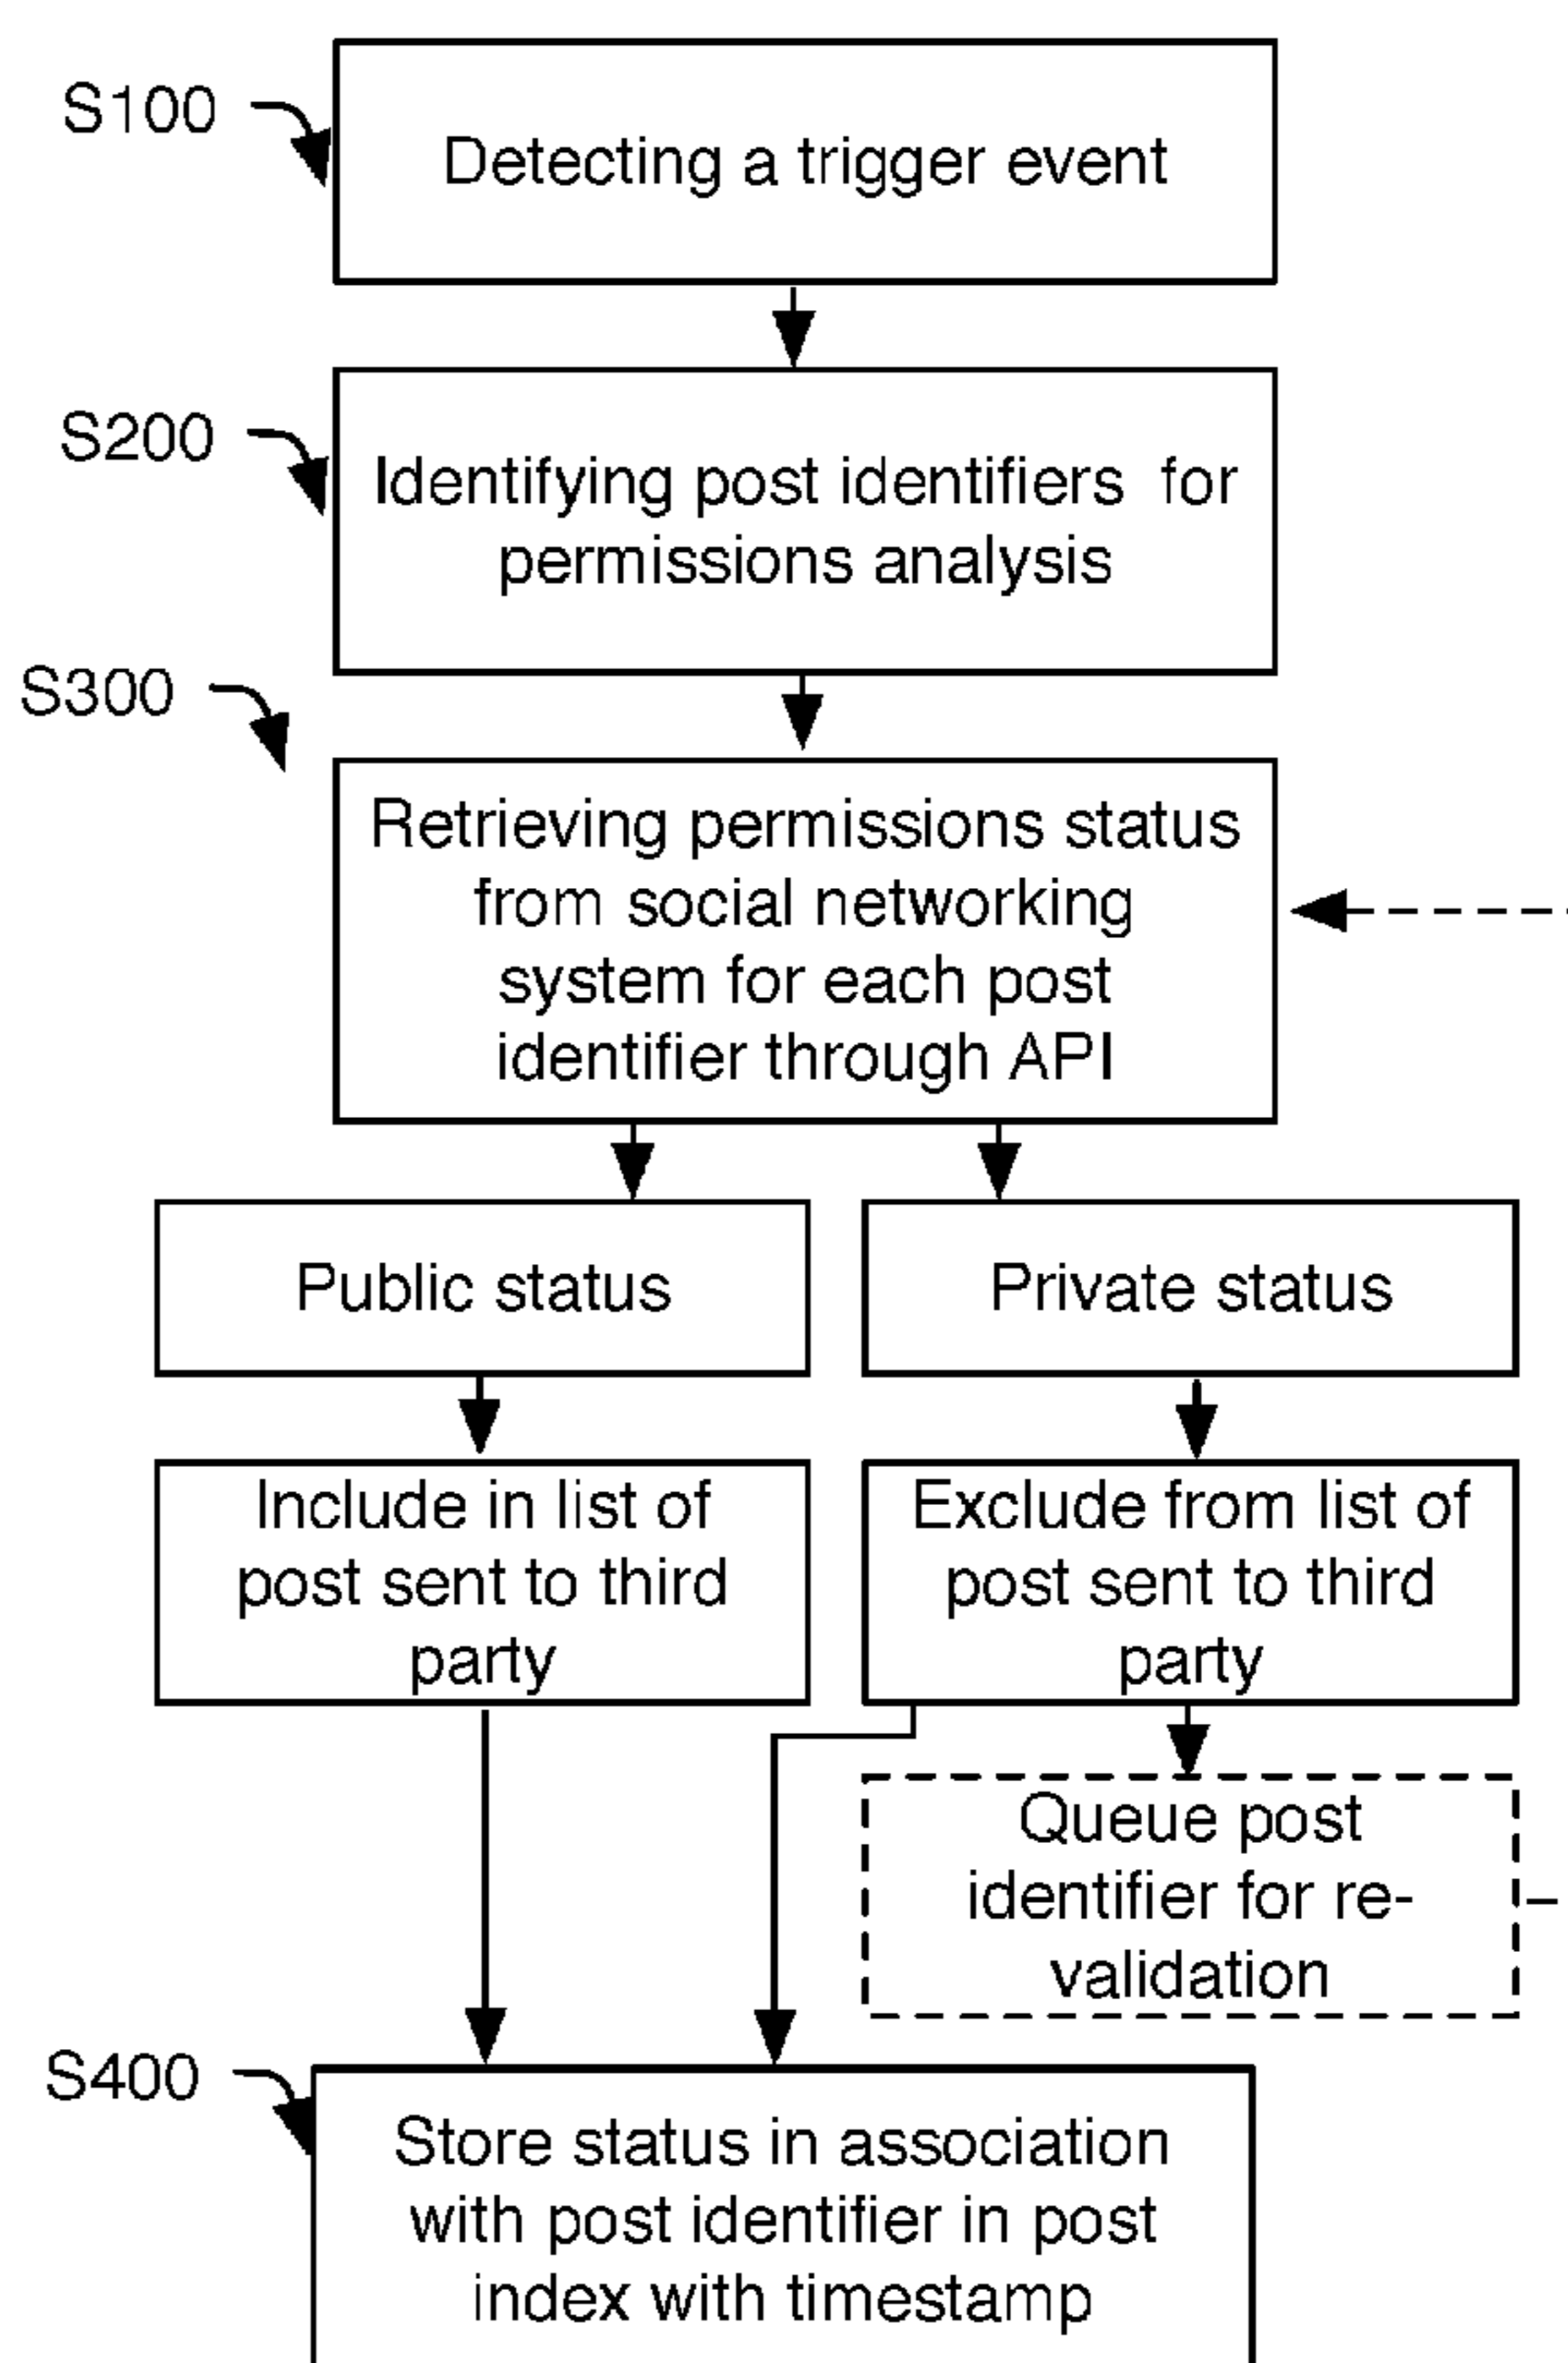 S100
Detecting a trigger event
S200
Identifying post identifiers for
permissions analysis
S300
Retrieving permissions status
from social networking
system for each post
identifier through API
Public status
Private status
Include in list of
post sent to third
party
Exclude from list of
post sent to third
party
Queue post
identifier for re-
validation
S400
Store status in association
with post identifier in post
index with timestamp